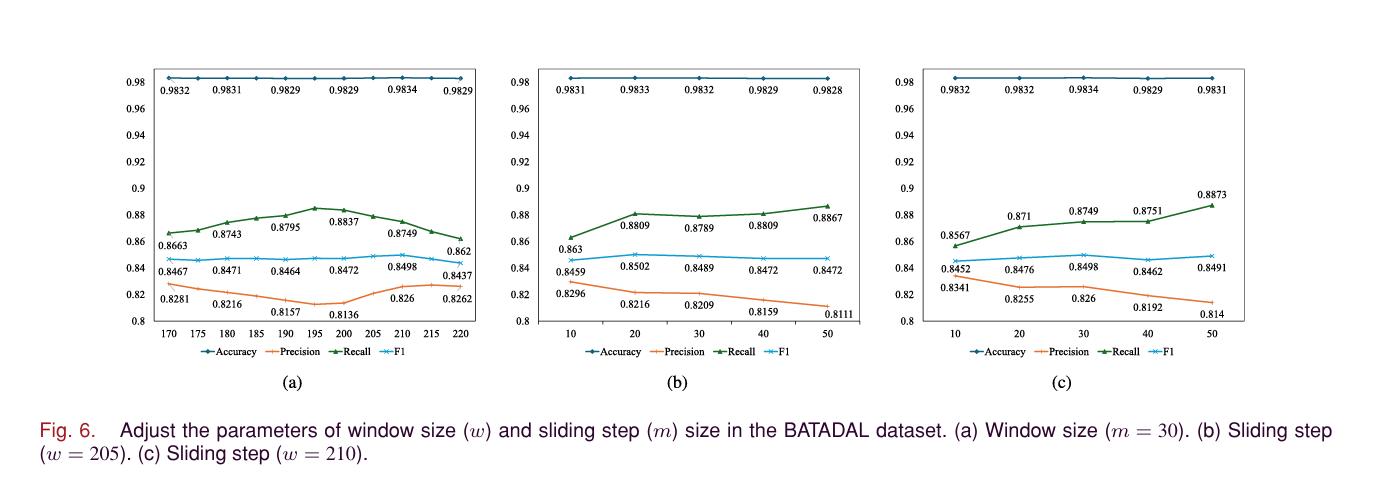 0.98
0.96
0.94
0.92
0.9
0.88
0.86
0.84
0.82
0.8
0.9832 0.9831 0.9829 0.9829 0.9834 0.9829
0.8663 0.8743 0.8795 0.8837 0.8749 0.862
0.8467 0.8471 0.8464 0.8472 0.8498 0.8437
0.8281 0.8216 0.8157 0.8136 0.826 0.8262
170 175 180 185 190 195 200 205 210 215 220
Accuracy Precision Recall F1
(a)
0.98
0.96
0.94
0.92
0.9
0.88
0.86
0.84
0.82
0.8
0.9831 0.9833 0.9832 0.9829 0.9828
0.863 0.8809 0.8789 0.8809 0.8867
0.8459 0.8502 0.8489 0.8472 0.8472
0.8296 0.8216 0.8209 0.8159 0.8111
10 20 30 40 50
Accuracy Precision Recall F1
(b)
0.98
0.96
0.94
0.92
0.9
0.88
0.86
0.84
0.82
0.8
0.9832 0.9832 0.9834 0.9829 0.9831
0.8567 0.871 0.8749 0.8751 0.8873
0.8452 0.8476 0.8498 0.8462 0.8491
0.8341 0.8255 0.826 0.8192 0.814
10 20 30 40 50
Accuracy Precision Recall F1
(c)
Fig. 6. Adjust the parameters of window size (w) and sliding step (m) size in the BATADAL dataset. (a) Window size (m = 30). (b) Sliding step
(w = 205). (c) Sliding step (w = 210).